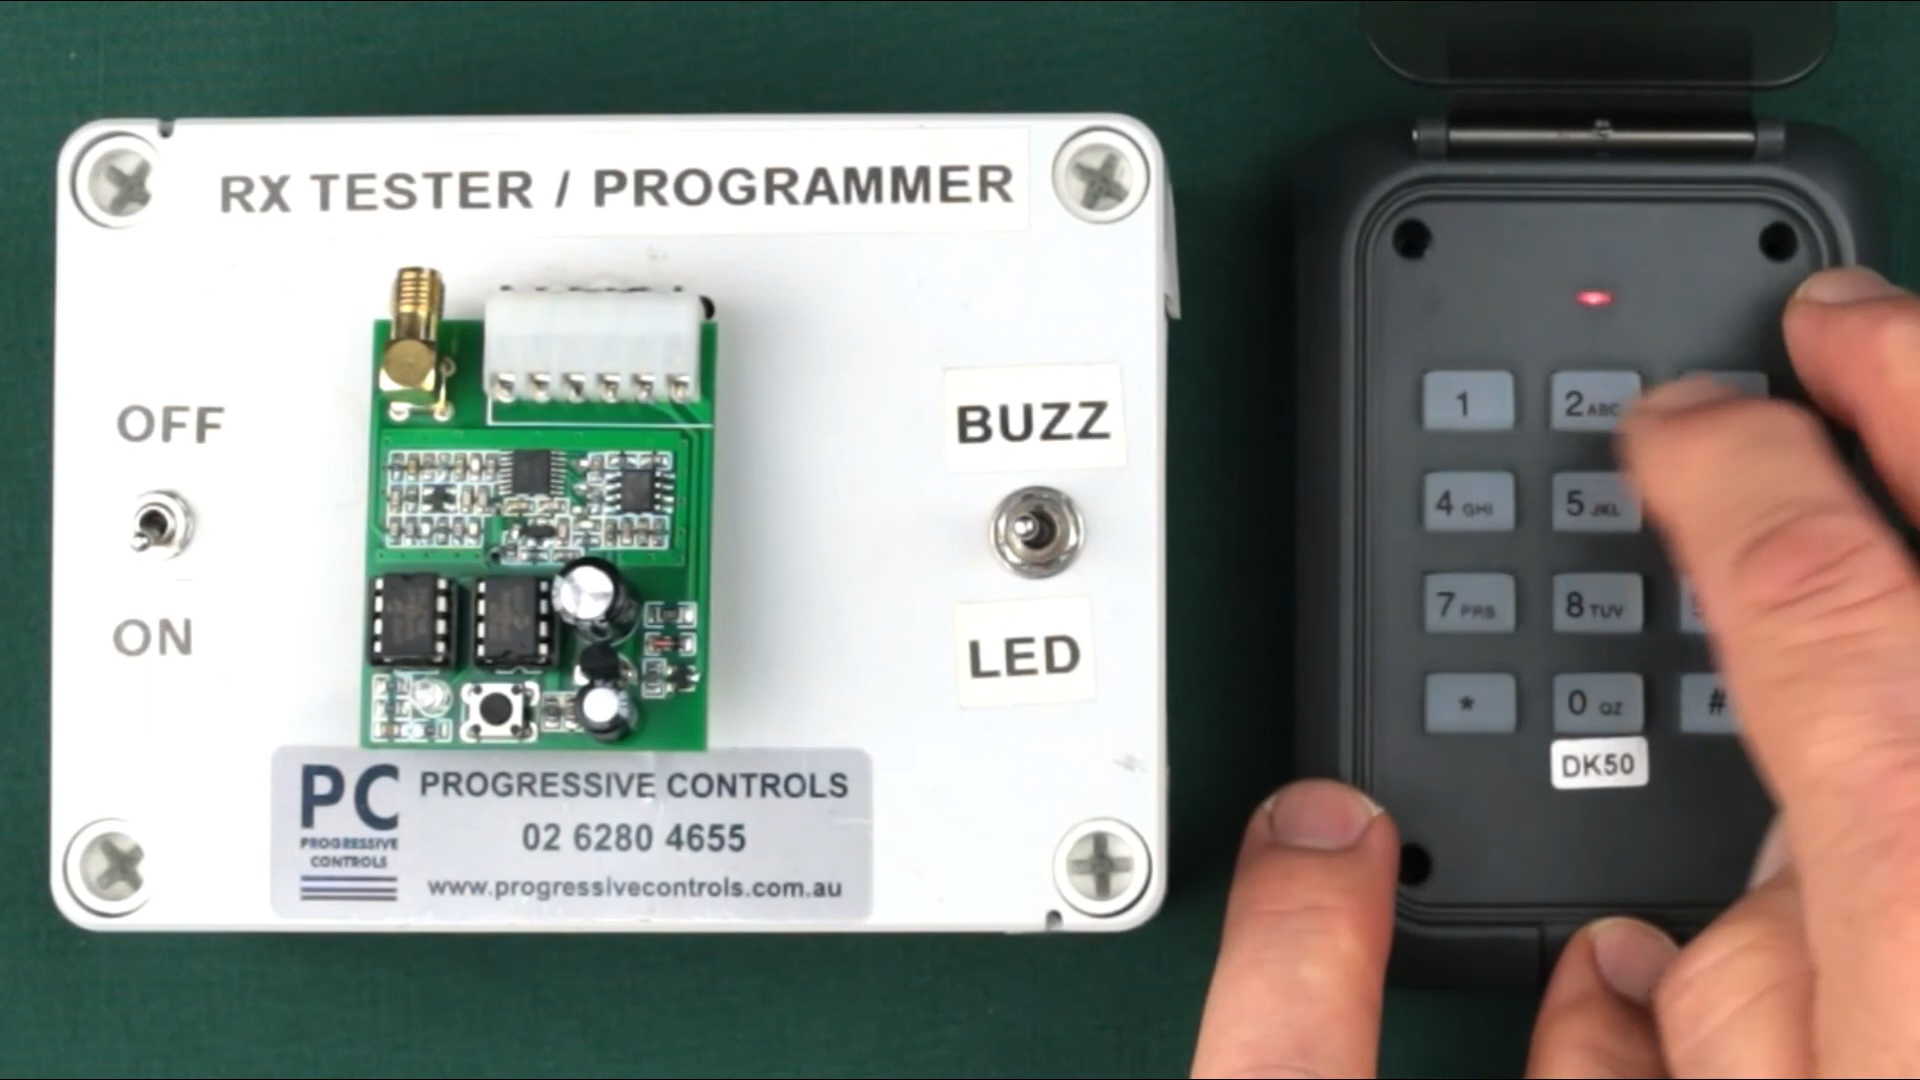 RX TESTER / PROGRAMMER
OFF
ON
BUZZ
LED
PC
PROGRESSIVE
CONTROLS
PROGRESSIVE CONTROLS
02 6280 4655
www.progressivecontrols.com.au
1
2 ABC
4 GHI
5 JKL
7 PRS
8 TUV
*
0 QZ
#
DK50